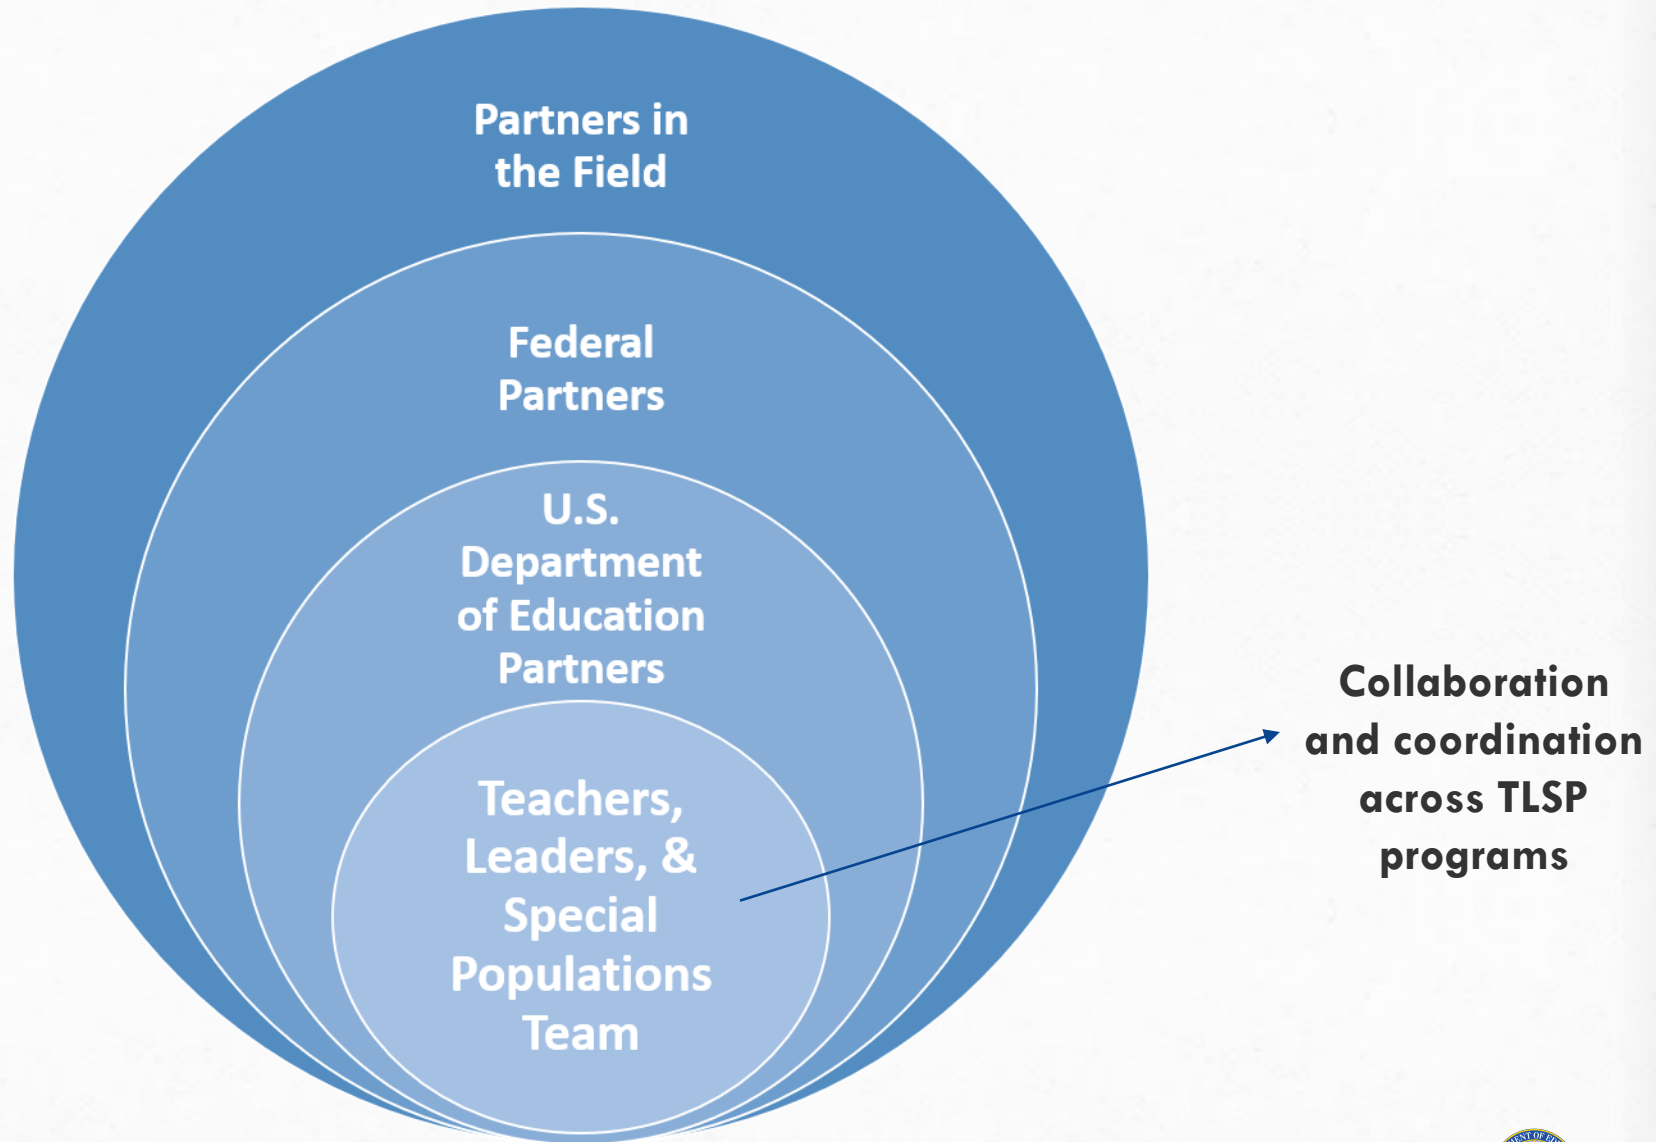 Partners in
the Field
Federal
Partners
U.S.
Department
of Education
Partners
Teachers,
Leaders, &
Special
Populations
Team
Collaboration
and coordination
across TLSP
programs